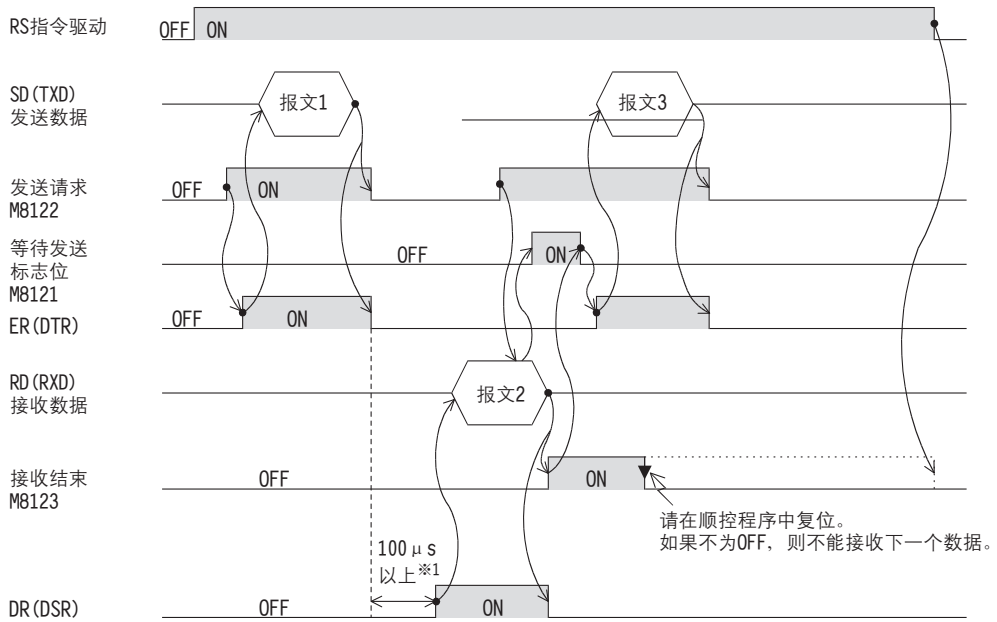 RS指令驱动
OFF
ON
SD(TXD)
发送数据
报文1
报文3
发送请求
M8122
OFF
ON
等待发送
标志位
M8121
OFF
ON
ER(DTR)
OFF
ON
RD(RXD)
接收数据
报文2
接收结束
M8123
OFF
ON
请在顺控程序中复位。
如果不为OFF，则不能接收下一个数据。
100μs
以上※1
DR(DSR)
OFF
ON